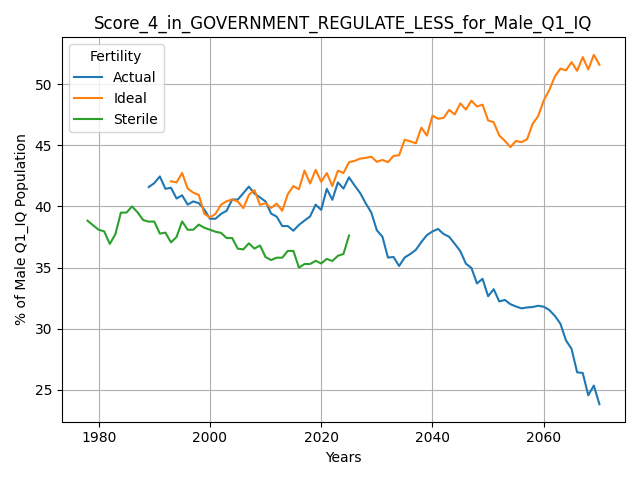 Score_4_in_GOVERNMENT_REGULATE_LESS_for_Male_Q1_IQ
Fertility
Actual
Ideal
Sterile
% of Male Q1_IQ Population
50
45
40
35
30
25
1980
2000
2020
2040
2060
Years